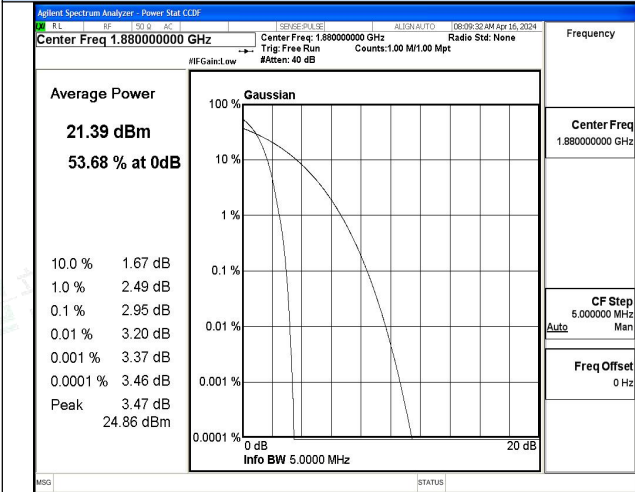 Agilent Spectrum Analyzer - Power Stat CCDF
RL RF 50 Ω AC SENSE:PULSE ALIGN AUTO 08:09:32 AM Apr 16, 2024
Center Freq 1.880000000 GHz
Center Freq: 1.880000000 GHz Radio Std: None
Trig: Free Run Counts:1.00 M/1.00 Mpt
#IFGain:Low #Atten: 40 dB
Frequency
Average Power
21.39 dBm
53.68 % at 0dB
10.0 % 1.67 dB
1.0 % 2.49 dB
0.1 % 2.95 dB
0.01 % 3.20 dB
0.001 % 3.37 dB
0.0001 % 3.46 dB
Peak 3.47 dB
24.86 dBm
Gaussian
100 %
10 %
1 %
0.1 %
0.01 %
0.001 %
0.0001 %
0 dB 20 dB
Info BW 5.0000 MHz
Center Freq
1.880000000 GHz
CF Step
5.000000 MHz
Auto Man
Freq Offset
0 Hz
MSG STATUS